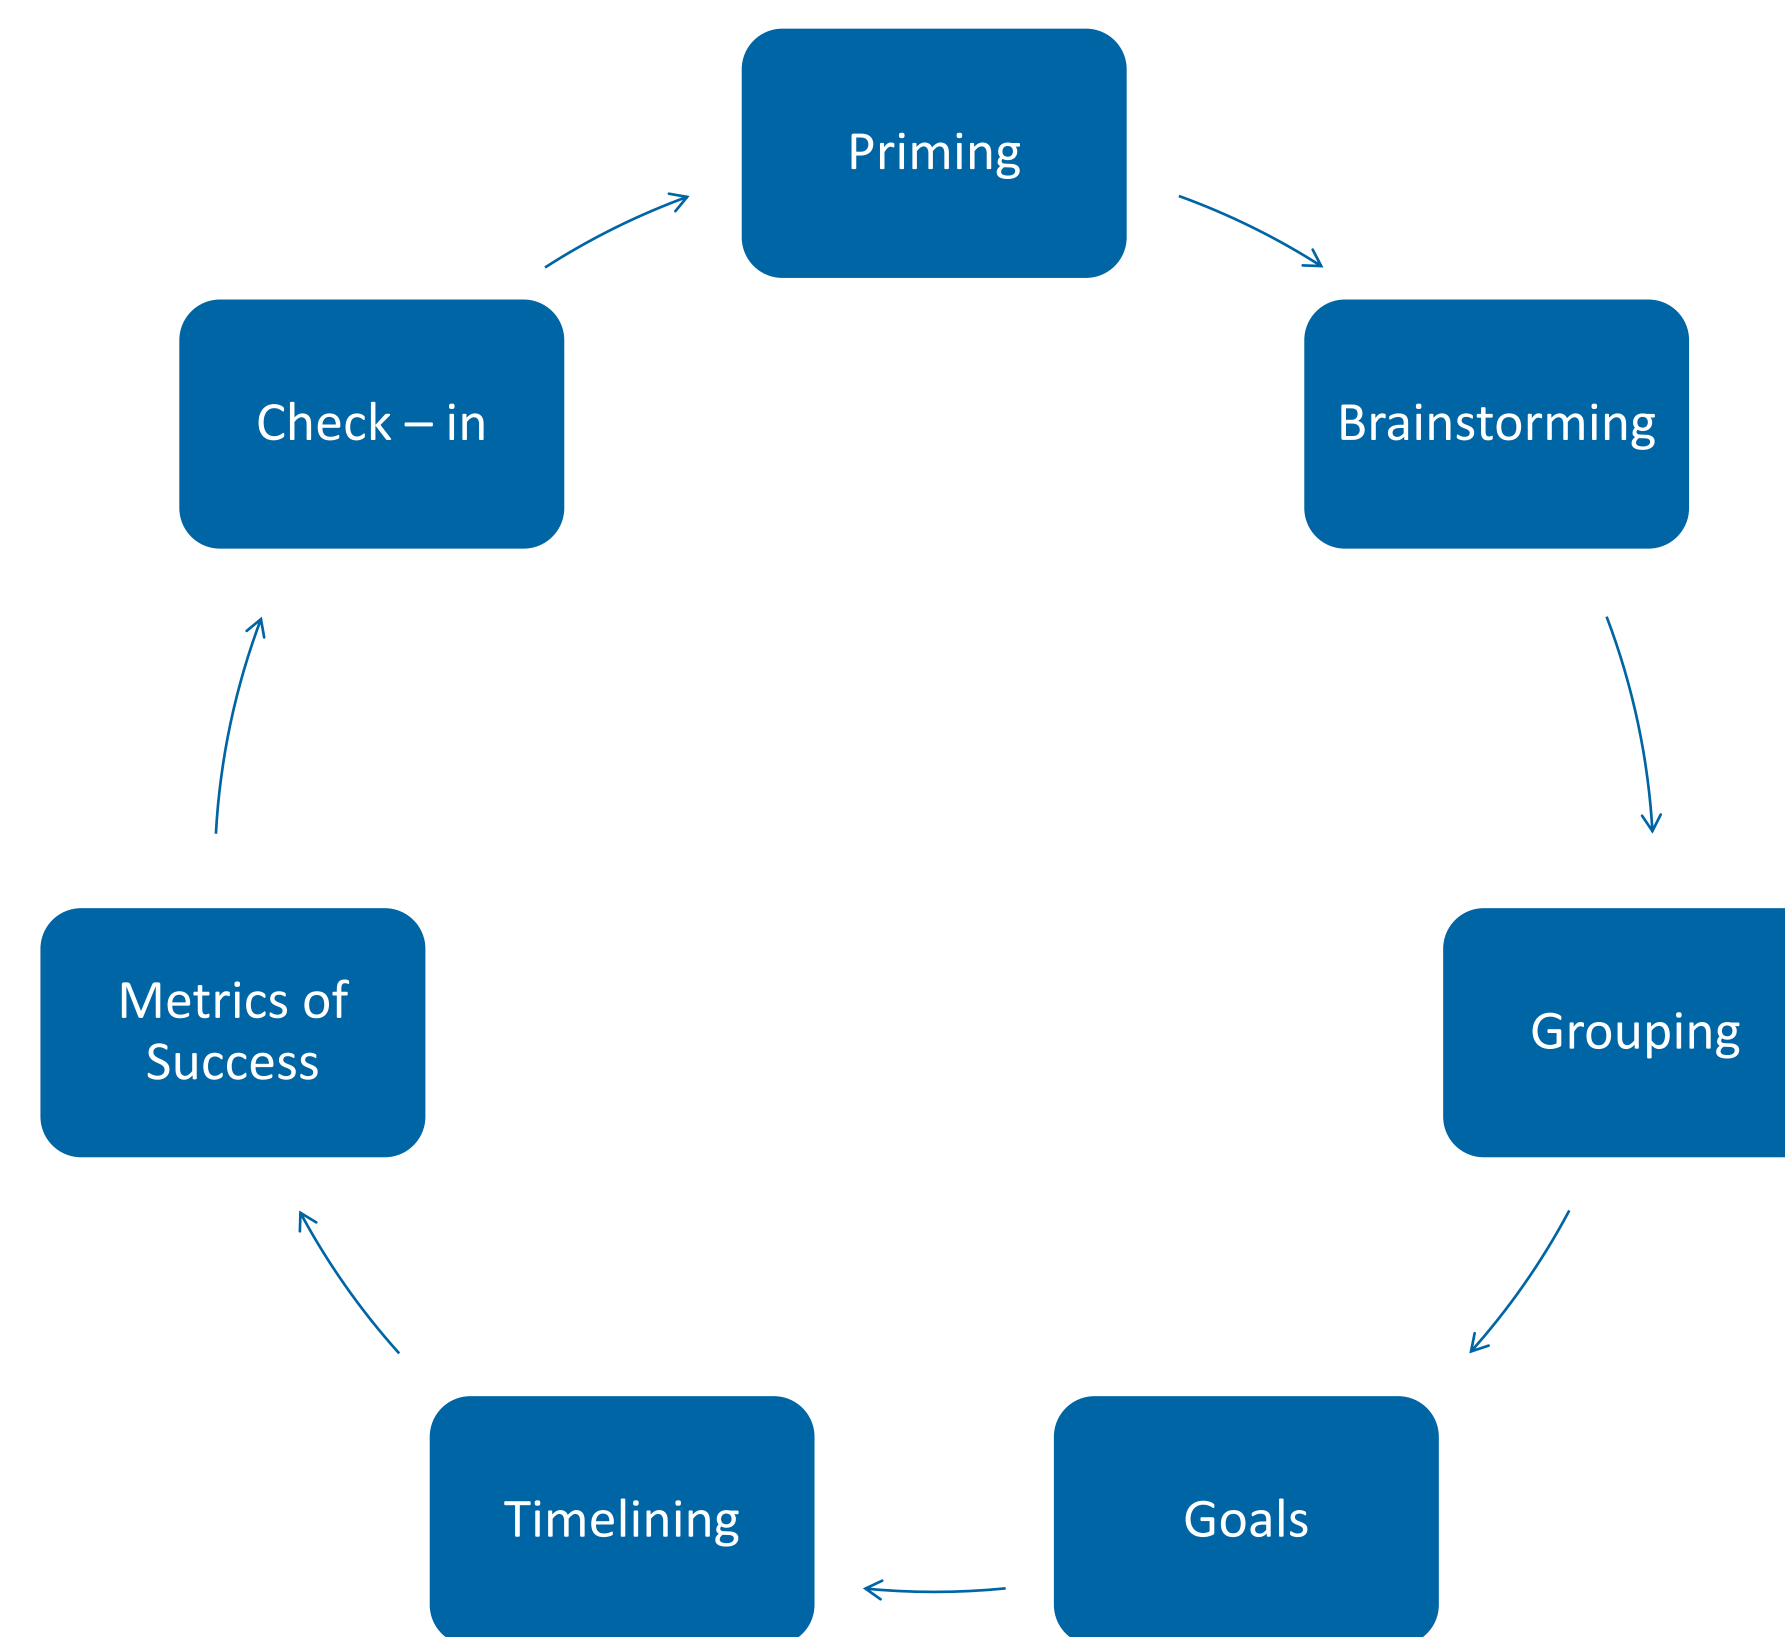 Priming
Brainstorming
Grouping
Goals
Timelining
Metrics of
Success
Check – in